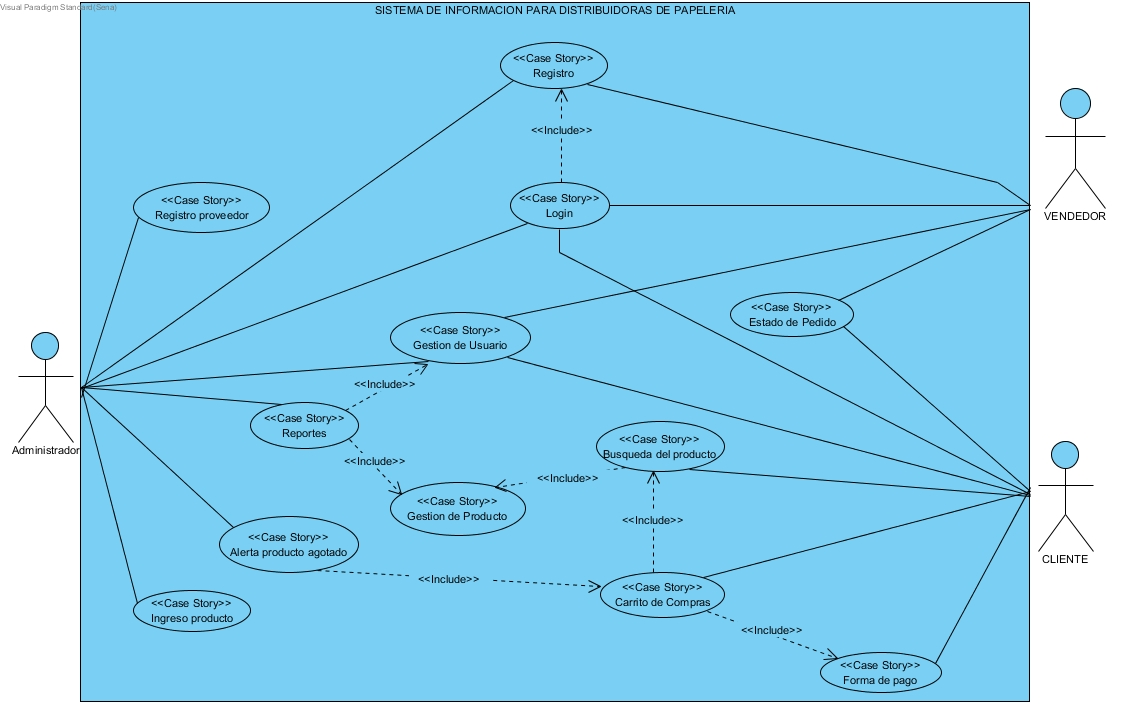 Visual Paradigm Standard(Sena)
SISTEMA DE INFORMACION PARA DISTRIBUIDORAS DE PAPELERIA
<<Case Story>>
Registro
<<Include>>
<<Case Story>>
Registro proveedor
<<Case Story>>
Login
VENDEDOR
<<Case Story>>
Estado de Pedido
<<Case Story>>
Gestion de Usuario
<<Include>>
<<Case Story>>
Reportes
Administrador
<<Include>>
<<Case Story>>
Busqueda del producto
<<Include>>
<<Case Story>>
Gestion de Producto
<<Include>>
<<Case Story>>
Alerta producto agotado
CLIENTE
<<Include>>
<<Case Story>>
Carrito de Compras
<<Case Story>>
Ingreso producto
<<Include>>
<<Case Story>>
Forma de pago